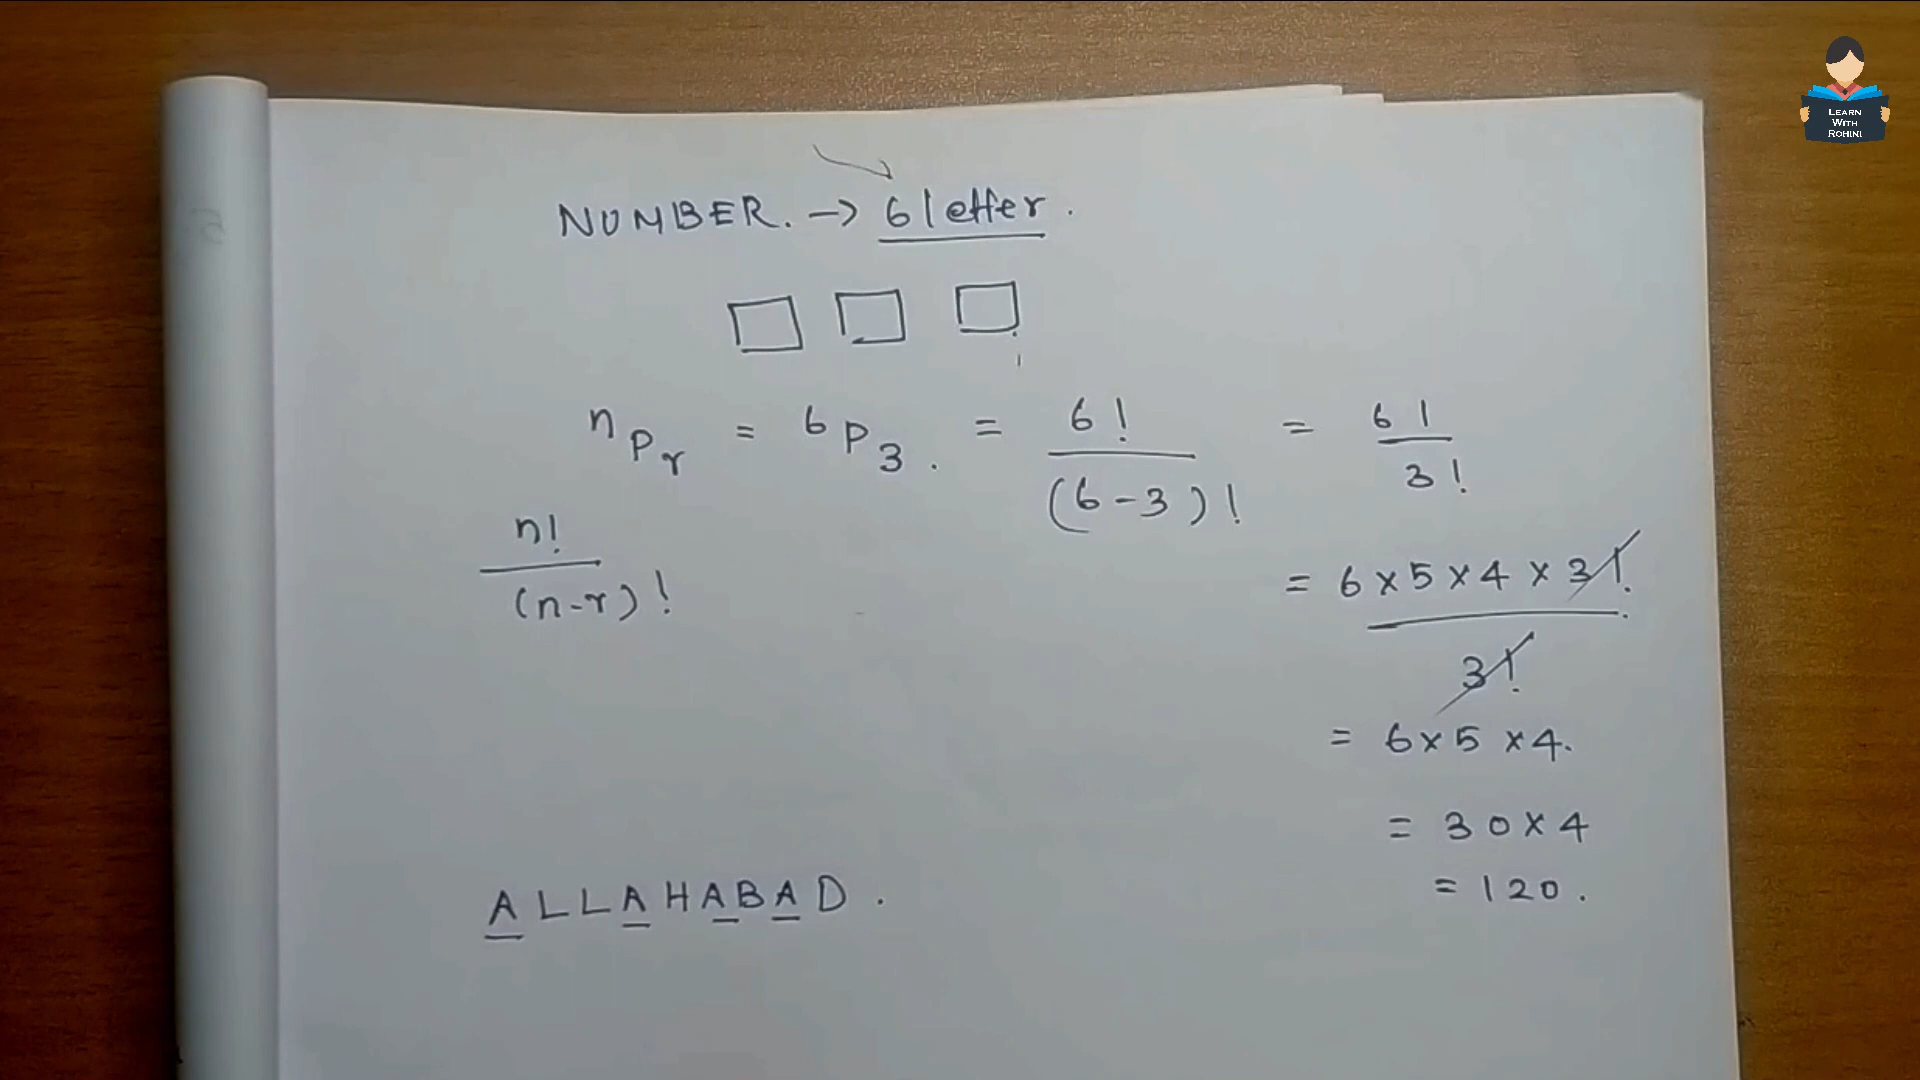 LEARN
WITH
ROHINI
NUMBER. → 6 letter.
nPr = 6P3. = 6! / (6-3)! = 6! / 3!
n! / (n-r)!
= 6 x 5 x 4 x 3! / 3!
= 6 x 5 x 4.
= 30 x 4
= 120.
ALLAHABAD.